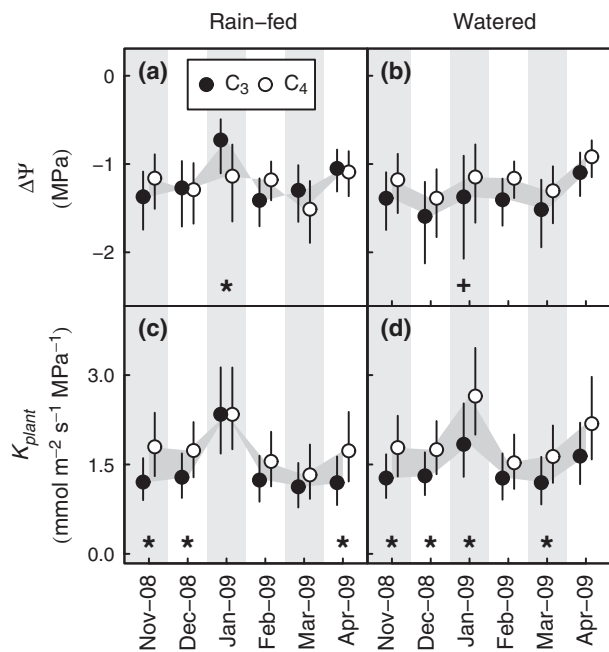 Rain–fed Watered
(a) (b)
C3 C4
0
−1
−2
ΔΨ
(MPa)
* +
(c) (d)
3.0
1.5
0.0
Kplant
(mmol m−2 s−1 MPa−1)
* * * * * * *
Nov−08 Dec−08 Jan−09 Feb−09 Mar−09 Apr−09 Nov−08 Dec−08 Jan−09 Feb−09 Mar−09 Apr−09